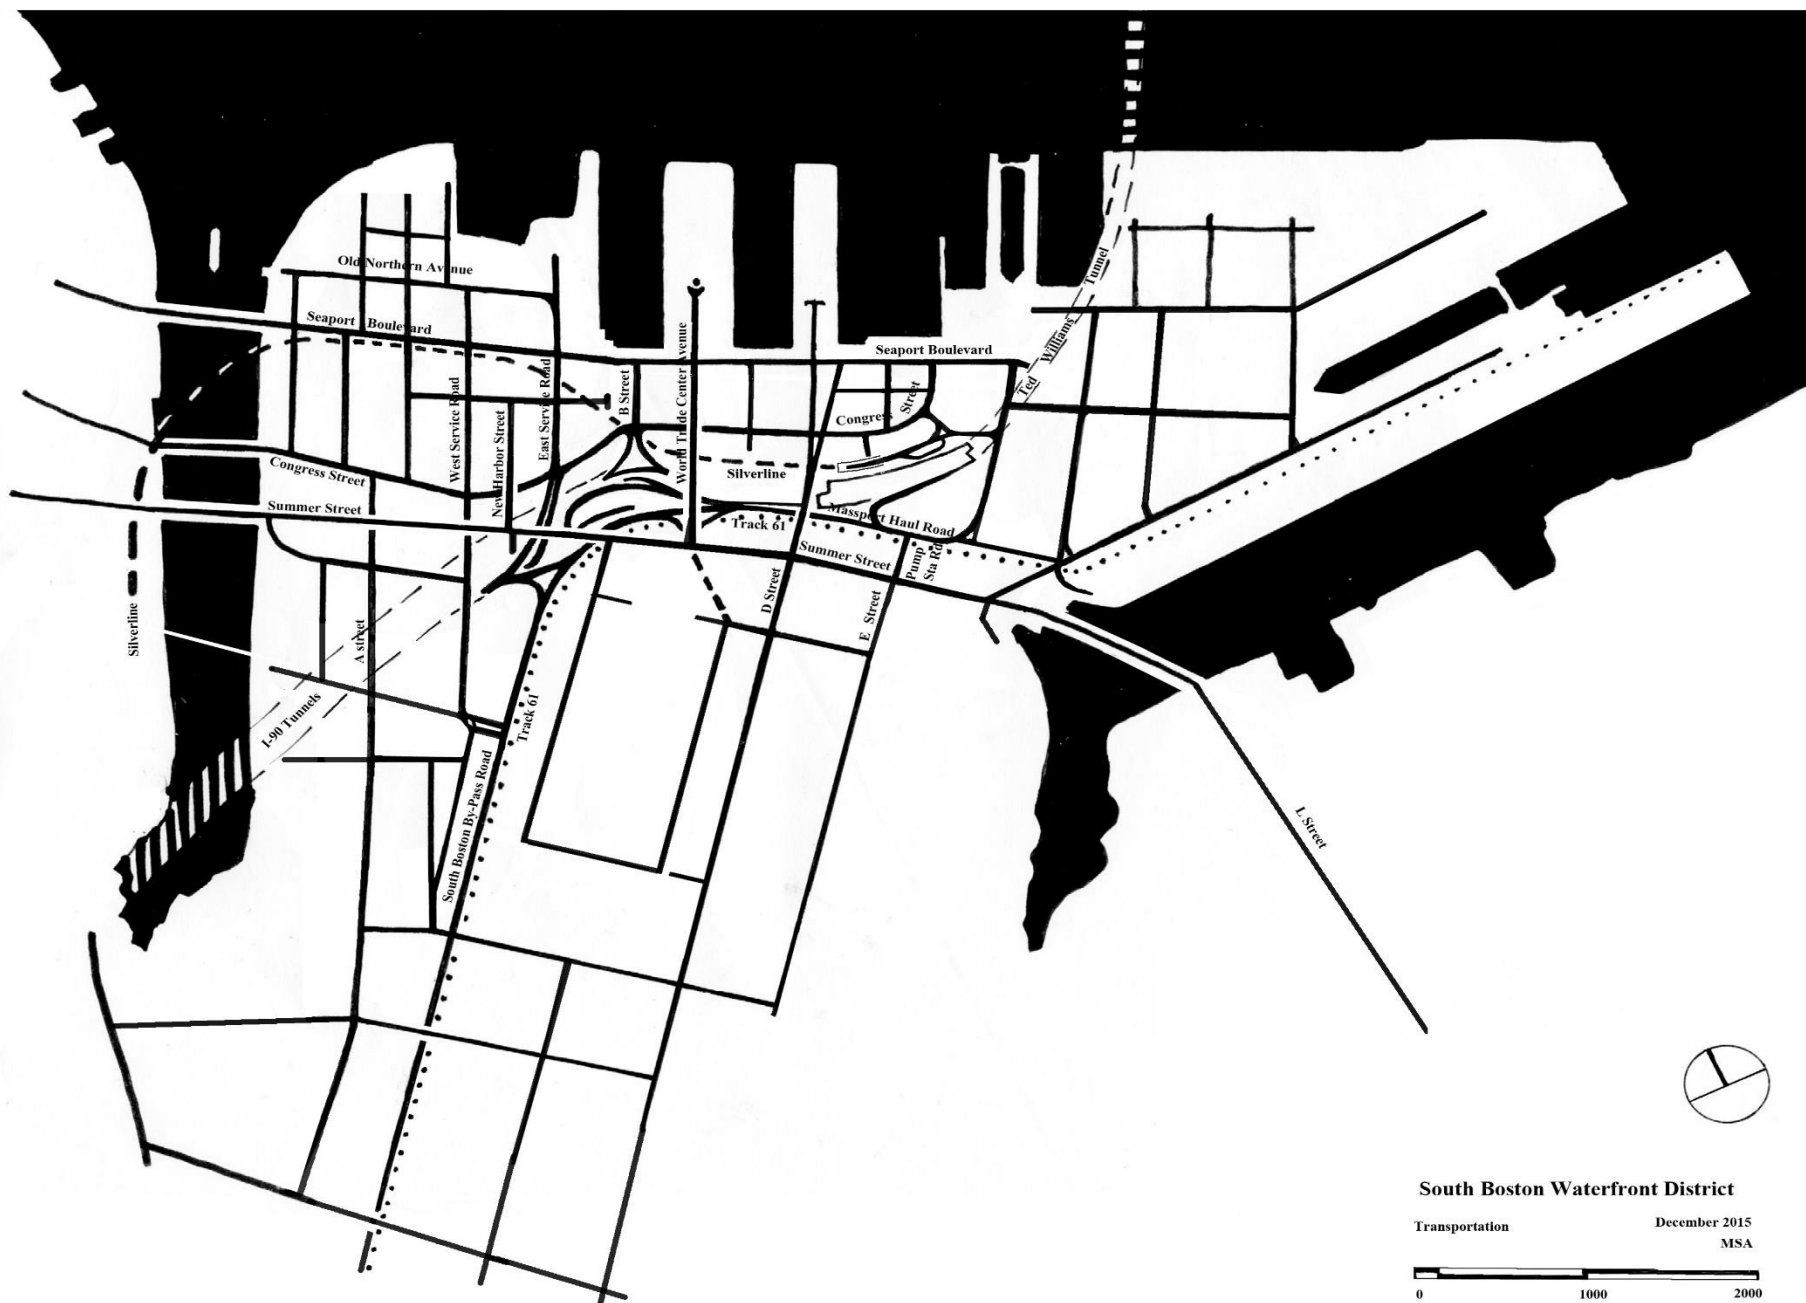 Old Northern Avenue
Seaport Boulevard
Seaport Boulevard
Ted Williams Tunnel
World Trade Center Avenue
B Street
East Service Road
West Service Road
New Harbor Street
Congress Street
Congress Street
Silverline
Summer Street
Track 61
Massport Haul Road
Summer Street
Pump
Sta Rd
D Street
E Street
Silverline
A street
I-90 Tunnels
Track 61
South Boston By-Pass Road
L Street
South Boston Waterfront District
Transportation
December 2015
MSA
0
1000
2000